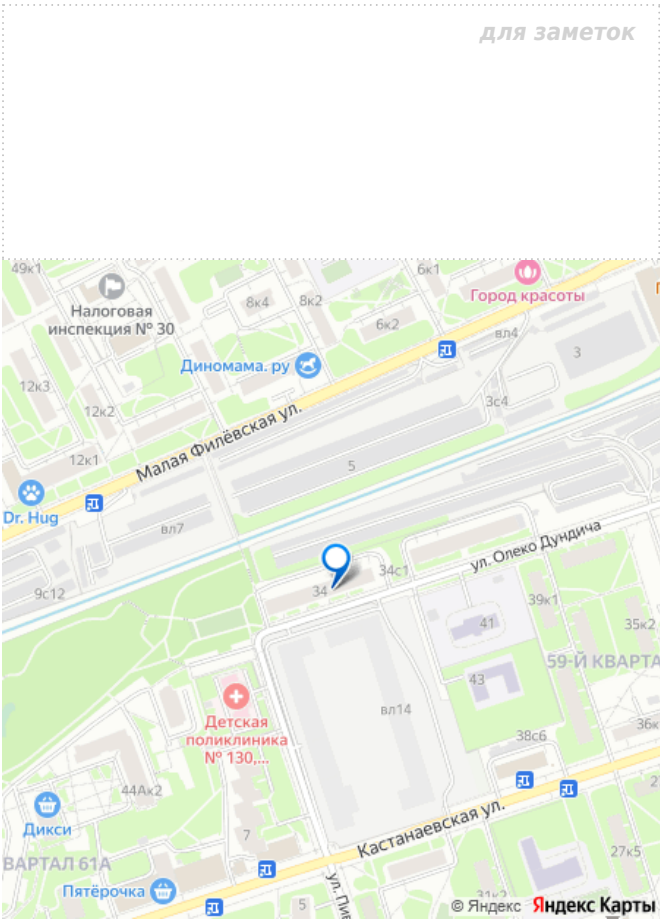 для заметок
49к1
6к1
Город красоты
Налоговая
инспекция № 30
8к4
8к2
6к2
вл4
3
Диномама. ру
12к3
12к2
3с4
Малая Филёвская ул.
12к1
5
Dr. Hug
вл7
ул. Олеко Дундича
34с1
34
9с12
39к1
41
35к2
59-Й КВАРТА
43
Детская
поликлиника
№ 130,...
вл14
36к
38с6
44Ак2
2
Дикси
Кастанаевская ул.
7
27к5
ВАРТАЛ 61А
Пятёрочка
ул. Пив
5
31к2
© Яндекс Яндекс Карты